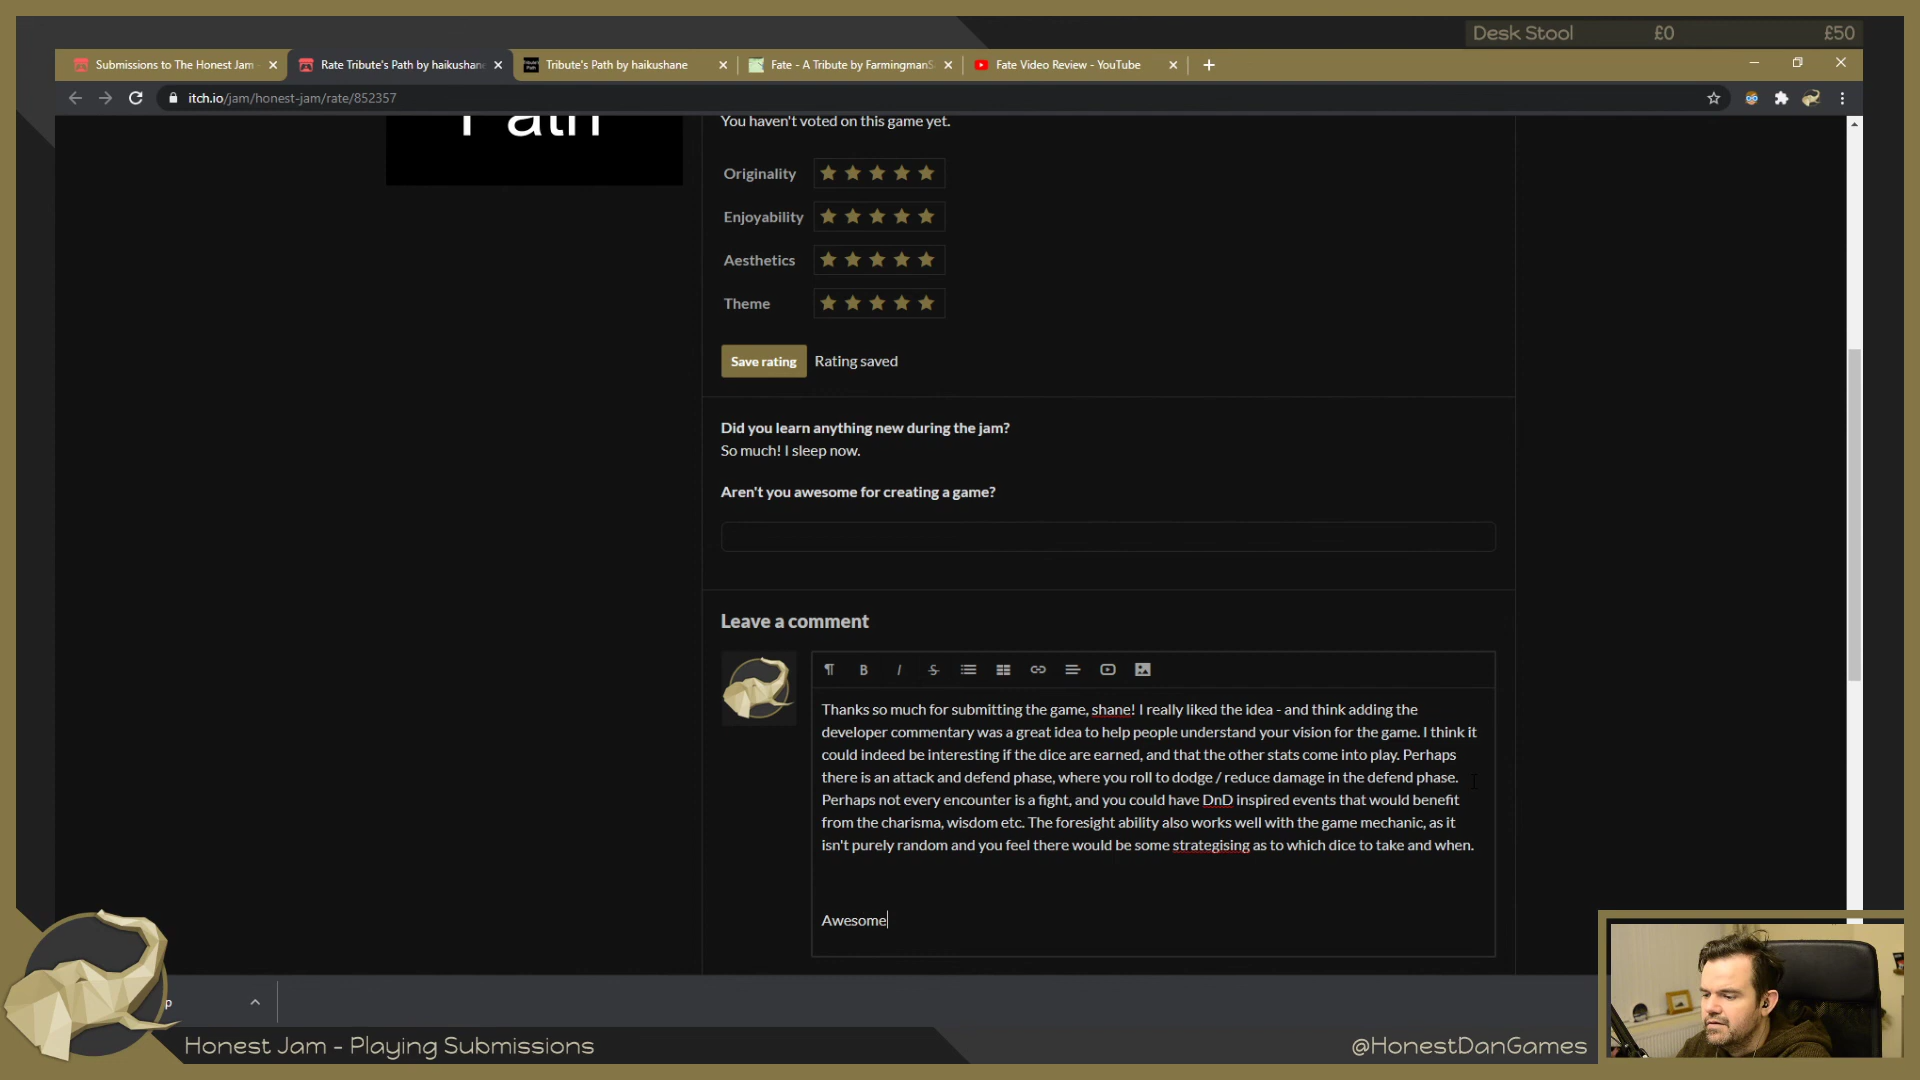 Desk Stool £0 £50
Submissions to The Honest Jam -
Rate Tribute's Path by haikushane
Tribute's Path by haikushane
Fate - A Tribute by FarmingmanS
Fate Video Review - YouTube
itch.io/jam/honest-jam/rate/852357
Path
You haven't voted on this game yet.
Originality
Enjoyability
Aesthetics
Theme
Save rating Rating saved
Did you learn anything new during the jam?
So much! I sleep now.
Aren't you awesome for creating a game?
Leave a comment
Thanks so much for submitting the game, shane! I really liked the idea - and think adding the
developer commentary was a great idea to help people understand your vision for the game. I think it
could indeed be interesting if the dice are earned, and that the other stats come into play. Perhaps
there is an attack and defend phase, where you roll to dodge / reduce damage in the defend phase.
Perhaps not every encounter is a fight, and you could have DnD inspired events that would benefit
from the charisma, wisdom etc. The foresight ability also works well with the game mechanic, as it
isn't purely random and you feel there would be some strategising as to which dice to take and when.
Awesome
p
Honest Jam - Playing Submissions
@HonestDanGames